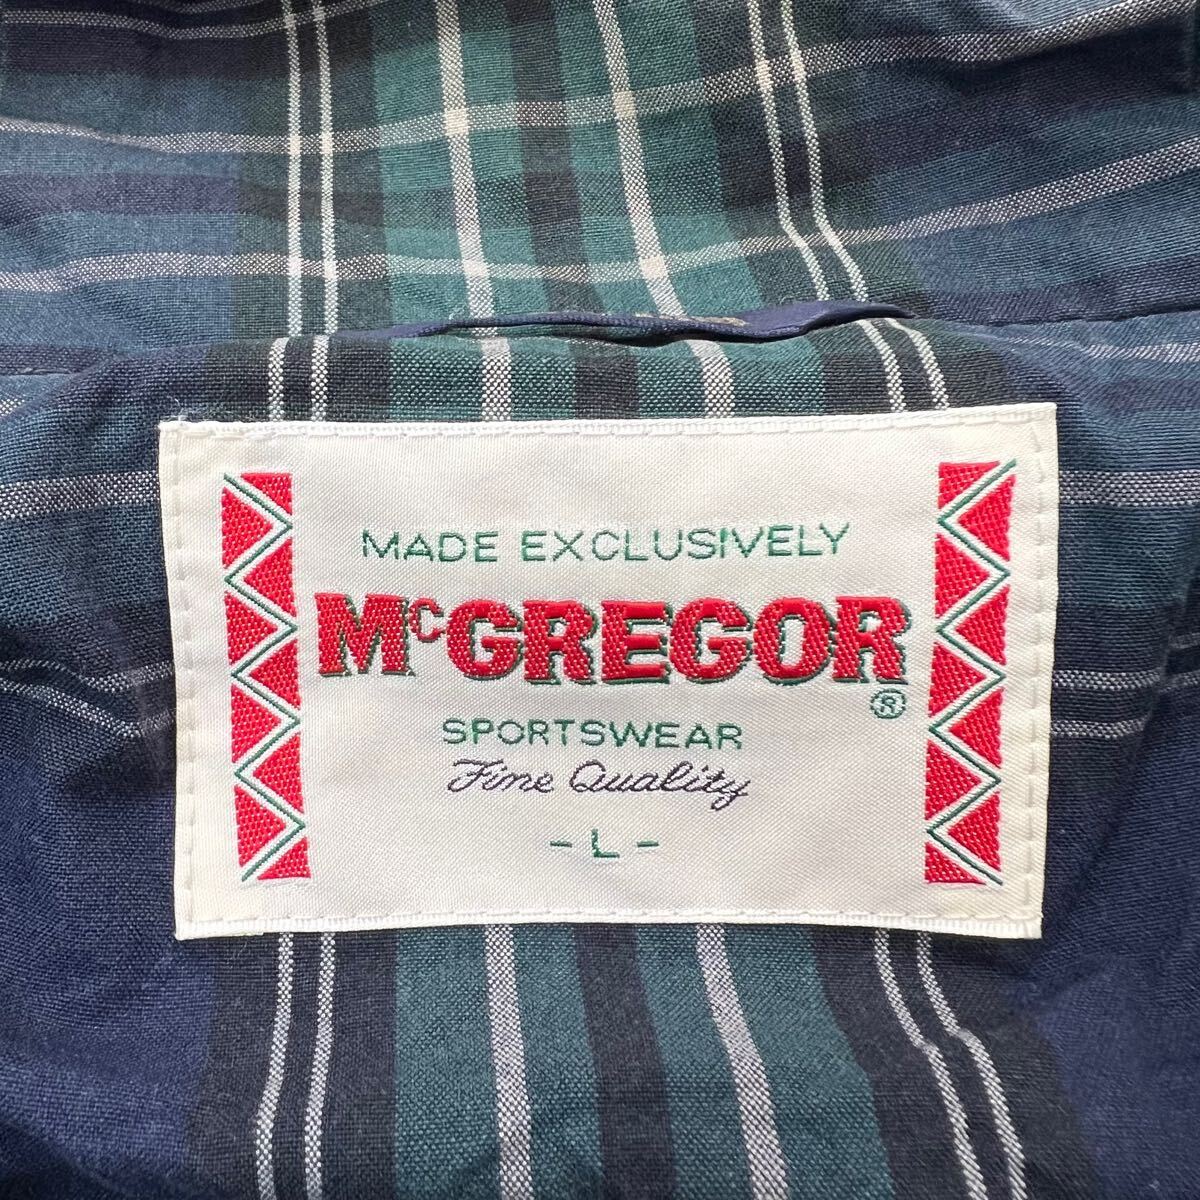 MADE EXCLUSIVELY
McGREGOR®
SPORTSWEAR
Fine Quality
- L -